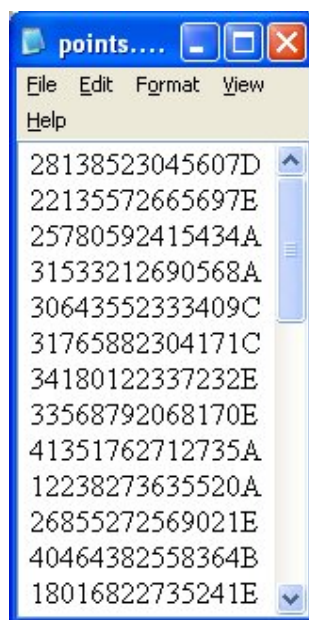 points....
File Edit Format View
Help
28138523045607D
22135572665697E
25780592415434A
31533212690568A
30643552333409C
31765882304171C
34180122337232E
33568792068170E
41351762712735A
12238273635520A
26855272569021E
40464382558364B
18016822735241E